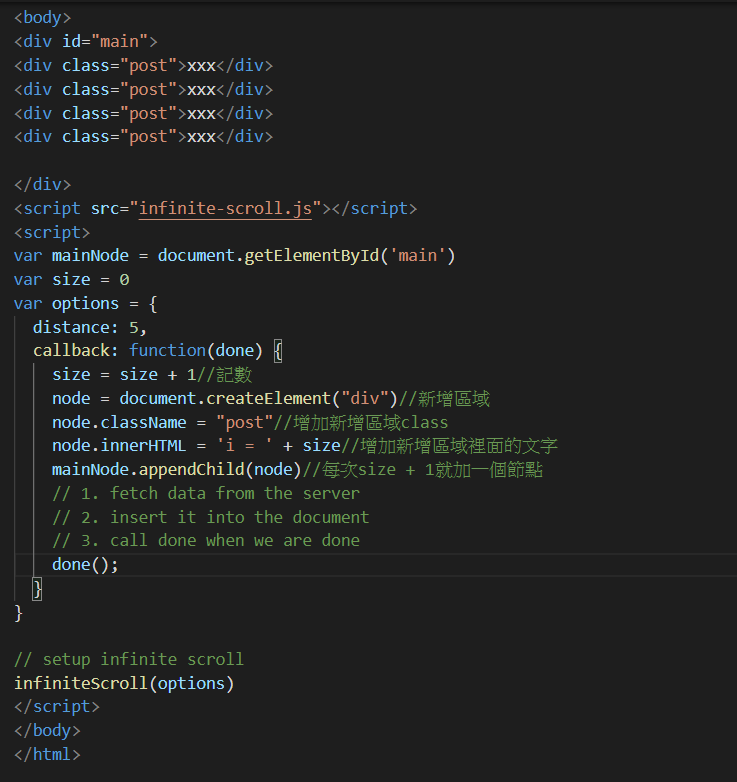 <body>
<div id="main">
<div class="post">xxx</div>
<div class="post">xxx</div>
<div class="post">xxx</div>
<div class="post">xxx</div>
</div>
<script src="infinite-scroll.js"></script>
<script>
var mainNode = document.getElementById('main')
var size = 0
var options = {
distance: 5,
callback: function(done) {
size = size + 1//記數
node = document.createElement("div")//新增區域
node.className = "post"//增加新增區域class
node.innerHTML = 'i = ' + size//增加新增區域裡面的文字
mainNode.appendChild(node)//每次size + 1就加一個節點
// 1. fetch data from the server
// 2. insert it into the document
// 3. call done when we are done
done();
}
}
// setup infinite scroll
infiniteScroll(options)
</script>
</body>
</html>